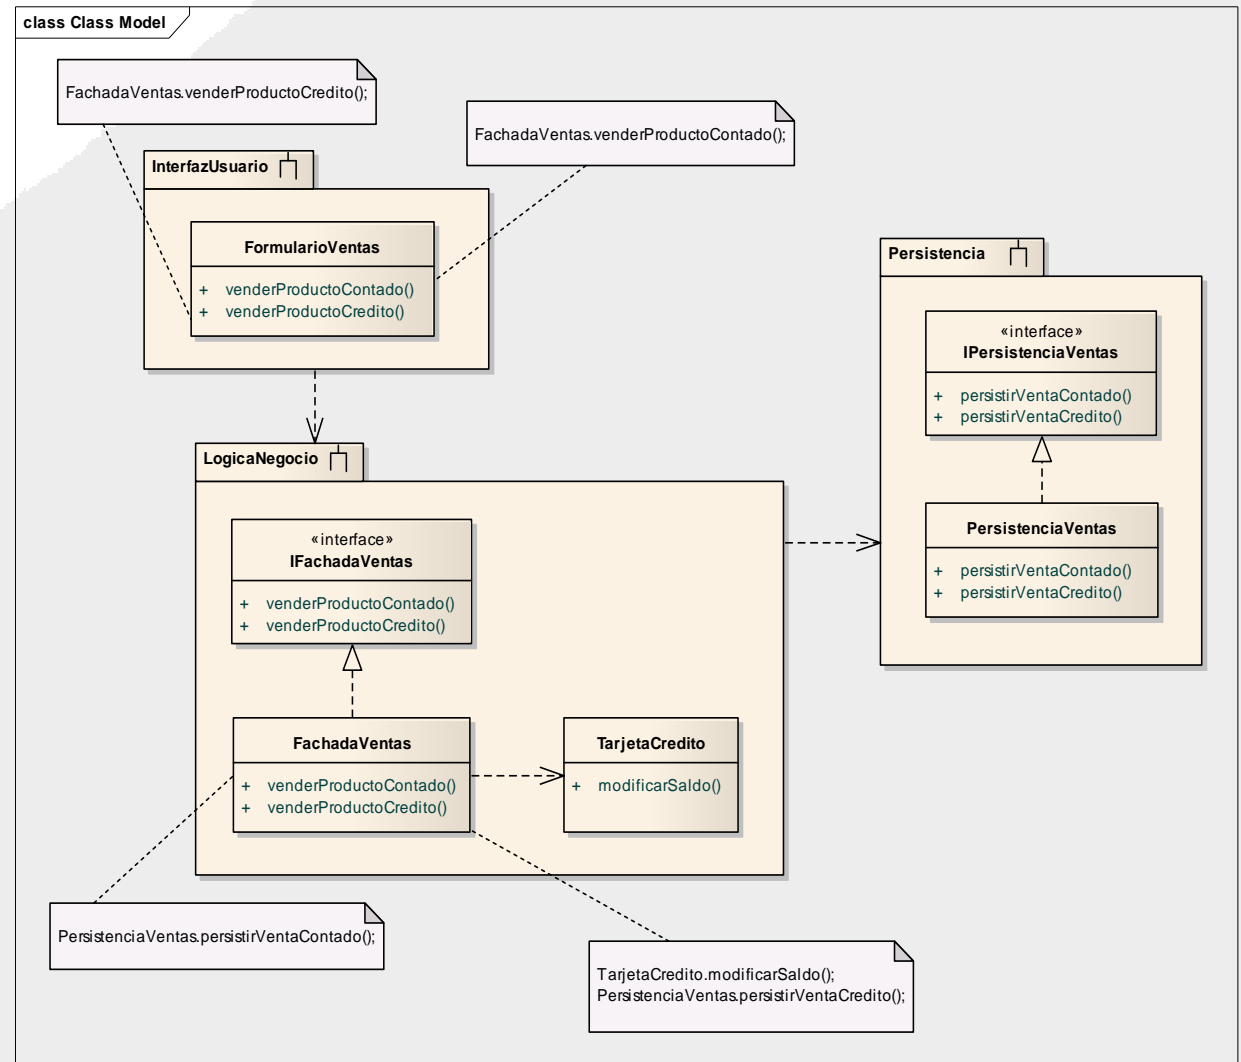 class Class Model
FachadaVentas.venderProductoCredito();
FachadaVentas.venderProductoContado();
InterfazUsuario
FormularioVentas
+ venderProductoContado()
+ venderProductoCredito()
Persistencia
«interface»
IPersistenciaVentas
+ persistirVentaContado()
+ persistirVentaCredito()
PersistenciaVentas
+ persistirVentaContado()
+ persistirVentaCredito()
LogicaNegocio
«interface»
IFachadaVentas
+ venderProductoContado()
+ venderProductoCredito()
FachadaVentas
+ venderProductoContado()
+ venderProductoCredito()
TarjetaCredito
+ modificarSaldo()
PersistenciaVentas.persistirVentaContado();
TarjetaCredito.modificarSaldo();
PersistenciaVentas.persistirVentaCredito();